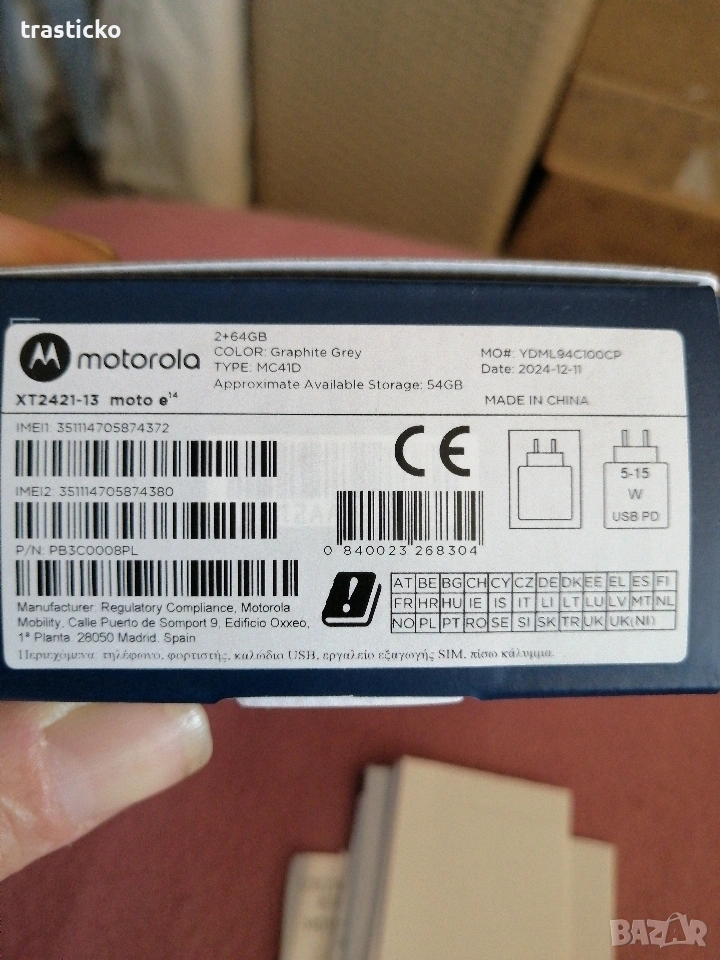 trasticko
motorola
2+64GB
COLOR: Graphite Grey
TYPE: MC41D
Approximate Available Storage: 54GB
MO#: YDML94C100CP
Date: 2024-12-11
XT2421-13 moto e¹⁴
MADE IN CHINA
IMEI1: 351114705874372
CE
5-15
W
USB PD
IMEI2: 351114705874380
0 840023 268304
P/N: PB3C0008PL
AT BE BG CH CY CZ DE DK EE EL ES FI
FR HR HU IE IS IT LI LT LU LV MT NL
NO PL PT RO SE SI SK TR UK UK(NI)
Manufacturer: Regulatory Compliance, Motorola
Mobility, Calle Puerto de Somport 9, Edificio Oxxeo,
1ª Planta, 28050 Madrid, Spain
Περιεχόμενα: τηλέφωνο, φορτιστής, καλώδιο USB, εργαλείο εξαγωγής SIM, πίσω κάλυμμα.
BAZAR